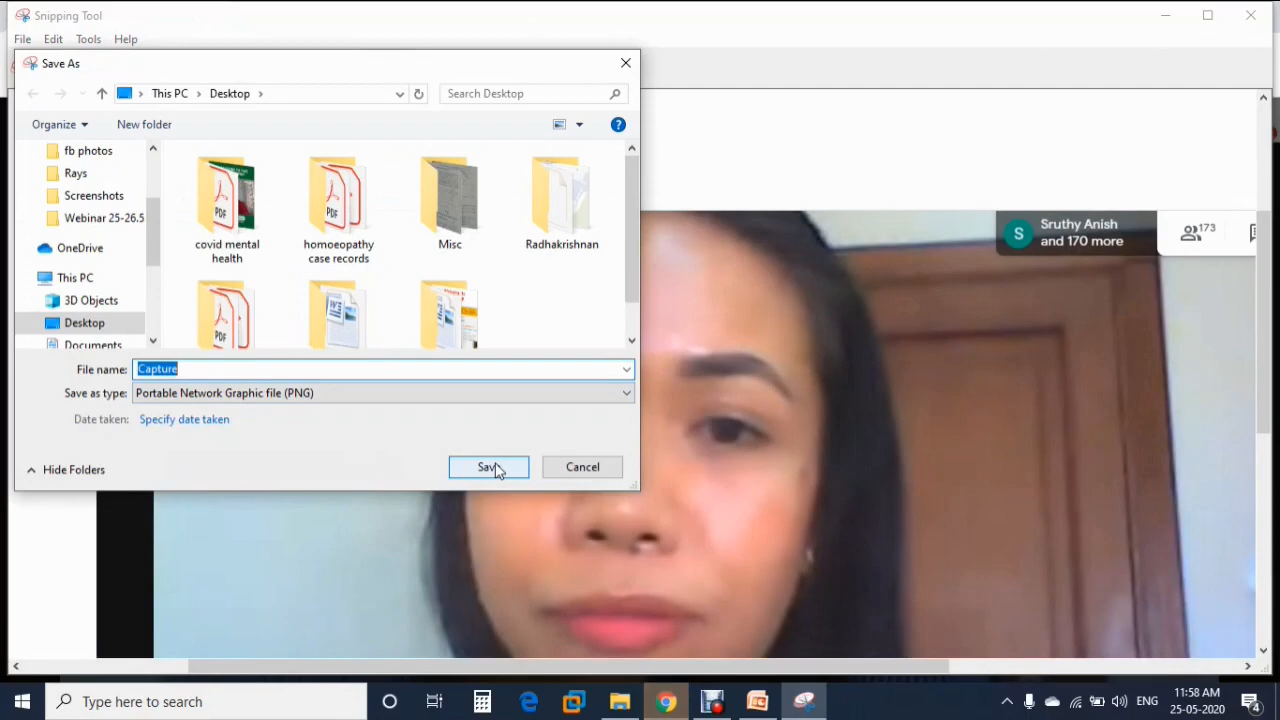 Snipping Tool
File Edit Tools Help
Save As
This PC Desktop
Search Desktop
Organize
New folder
fb photos
Rays
Screenshots
Webinar 25-26.5
OneDrive
This PC
3D Objects
Desktop
Documents
covid mental
health
homoeopathy
case records
Misc
Radhakrishnan
PDF
PDF
PDF
File name: Capture
Save as type: Portable Network Graphic file (PNG)
Date taken: Specify date taken
Hide Folders
Save
Cancel
S
Sruthy Anish
and 170 more
173
Type here to search
ENG
11:58 AM
25-05-2020
4